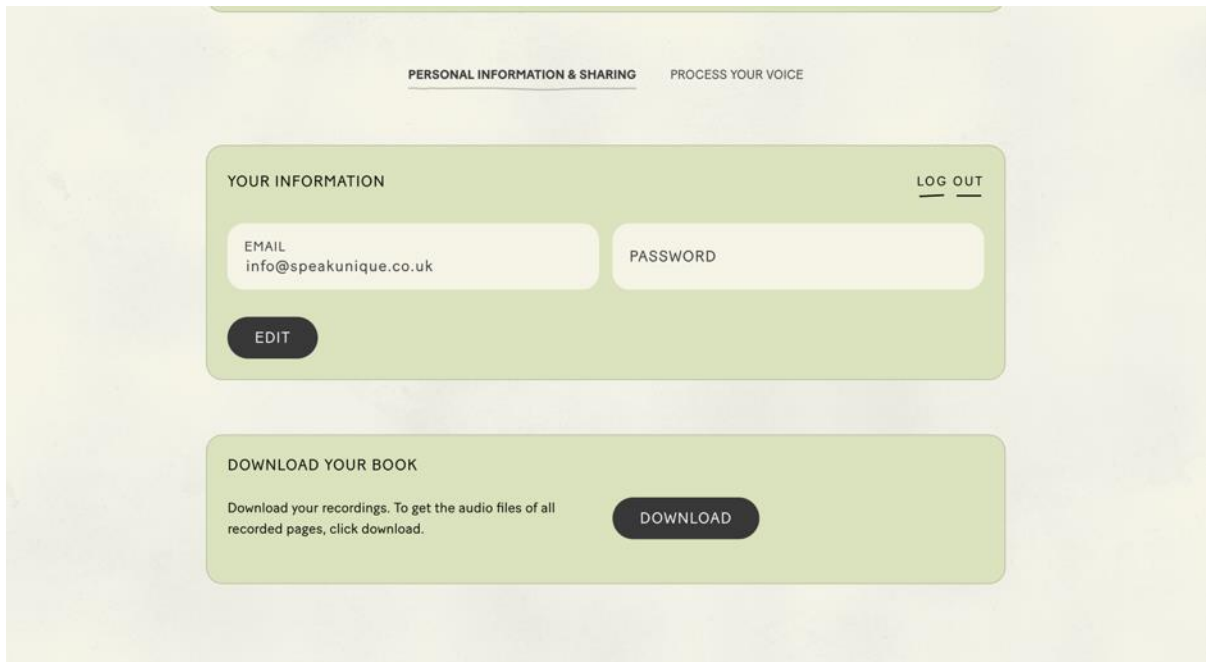 PERSONAL INFORMATION & SHARING PROCESS YOUR VOICE
YOUR INFORMATION LOG OUT
EMAIL
info@speakunique.co.uk
PASSWORD
EDIT
DOWNLOAD YOUR BOOK
Download your recordings. To get the audio files of all
recorded pages, click download.
DOWNLOAD